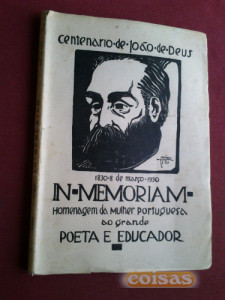 centenario·de·João·de·Deus
1830·8 de março·1930
IN-MEMORIAM
Homenagem da Mulher Portuguesa
ao grande
POETA E EDUCADOR
coisas